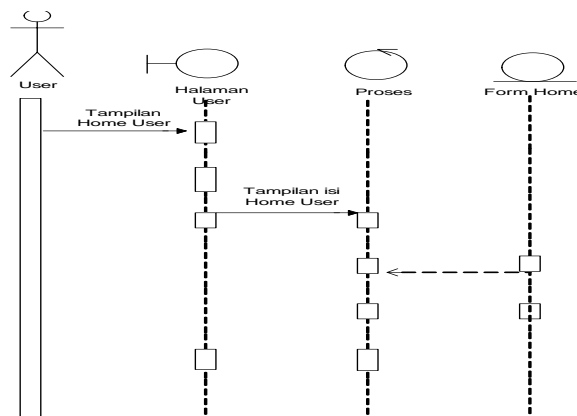 User
Halaman
User
Proses
Form Home
Tampilan
Home User
Tampilan isi
Home User